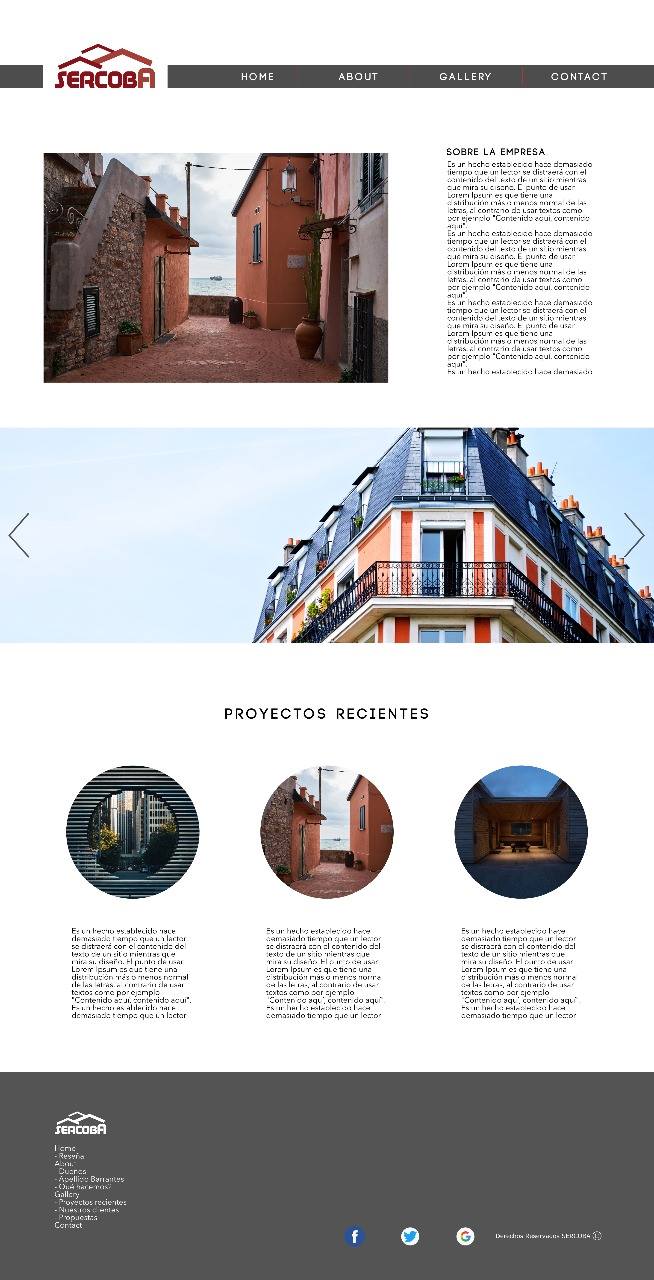 SERCOBA
HOME ABOUT GALLERY CONTACT
SOBRE LA EMPRESA
Es un hecho establecido hace demasiado
tiempo que un lector se distraerá con el
contenido del texto de un sitio mientras
que mira su diseño. El punto de usar
Lorem Ipsum es que tiene una
distribución más o menos normal de las
letras, al contrario de usar textos como
por ejemplo "Contenido aquí, contenido
aquí".
Es un hecho establecido hace demasiado
tiempo que un lector se distraerá con el
contenido del texto de un sitio mientras
que mira su diseño. El punto de usar
Lorem Ipsum es que tiene una
distribución más o menos normal de las
letras, al contrario de usar textos como
por ejemplo "Contenido aquí, contenido
aquí".
Es un hecho establecido hace demasiado
tiempo que un lector se distraerá con el
contenido del texto de un sitio mientras
que mira su diseño. El punto de usar
Lorem Ipsum es que tiene una
distribución más o menos normal de las
letras, al contrario de usar textos como
por ejemplo "Contenido aquí, contenido
aquí".
Es un hecho establecido hace demasiado
PROYECTOS RECIENTES
Es un hecho establecido hace
demasiado tiempo que un lector
se distraerá con el contenido del
texto de un sitio mientras que
mira su diseño. El punto de usar
Lorem Ipsum es que tiene una
distribución más o menos normal
de las letras, al contrario de usar
textos como por ejemplo
"Contenido aquí, contenido aquí".
Es un hecho establecido hace
demasiado tiempo que un lector
Es un hecho establecido hace
demasiado tiempo que un lector
se distraerá con el contenido del
texto de un sitio mientras que
mira su diseño. El punto de usar
Lorem Ipsum es que tiene una
distribución más o menos normal
de las letras, al contrario de usar
textos como por ejemplo
"Contenido aquí, contenido aquí".
Es un hecho establecido hace
demasiado tiempo que un lector
Es un hecho establecido hace
demasiado tiempo que un lector
se distraerá con el contenido del
texto de un sitio mientras que
mira su diseño. El punto de usar
Lorem Ipsum es que tiene una
distribución más o menos normal
de las letras, al contrario de usar
textos como por ejemplo
"Contenido aquí, contenido aquí".
Es un hecho establecido hace
demasiado tiempo que un lector
SERCOBA
Home
- Reseña
About
- Dueños
- Apellido Barrantes
- Qué hacemos?
Gallery
- Proyectos recientes
- Nuestros clientes
- Propuestas
Contact
f G Derechos Reservados SERCOBA ©